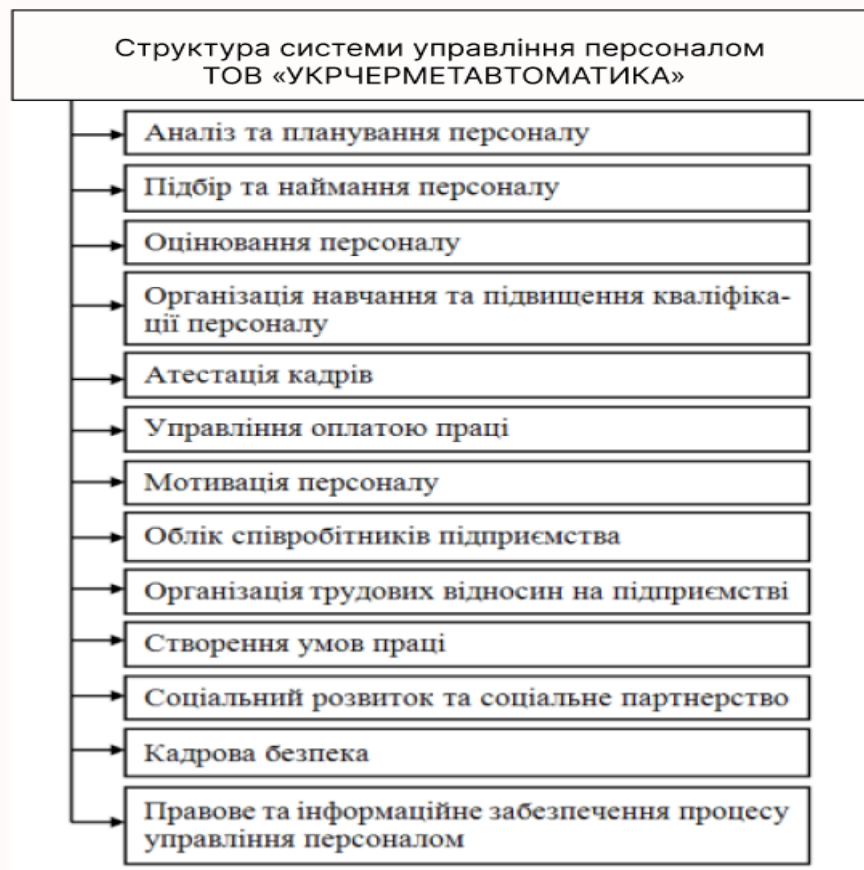 Структура системи управління персоналом
ТОВ «УКРЧЕРМЕТАВТОМАТИКА»
Аналіз та планування персоналу
Підбір та наймання персоналу
Оцінювання персоналу
Організація навчання та підвищення кваліфіка-
ції персоналу
Атестація кадрів
Управління оплатою праці
Мотивація персоналу
Облік співробітників підприємства
Організація трудових відносин на підприємстві
Створення умов праці
Соціальний розвиток та соціальне партнерство
Кадрова безпека
Правове та інформаційне забезпечення процесу
управління персоналом